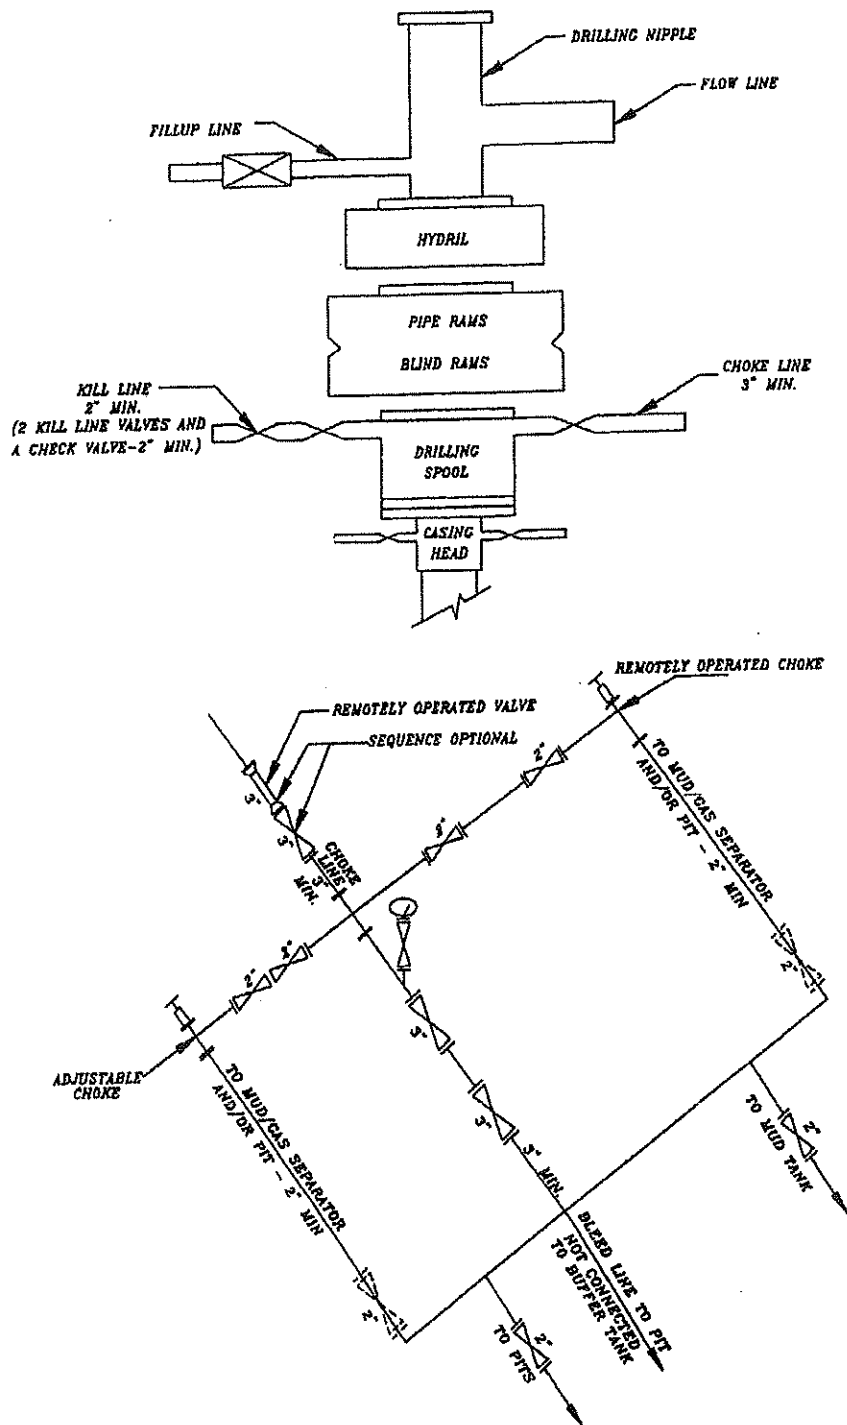 DRILLING NIPPLE
FLOW LINE
FILLUP LINE
HYDRIL
PIPE RAMS
BLIND RAMS
CHOKE LINE
3" MIN.
KILL LINE
2" MIN.
(2 KILL LINE VALVES AND
A CHECK VALVE-2" MIN.)
DRILLING
SPOOL
CASING
HEAD
REMOTELY OPERATED CHOKE
REMOTELY OPERATED VALVE
SEQUENCE OPTIONAL
3"
3"
CHOKE
LINE
3"
MIN.
2"
2"
TO MUD/GAS SEPARATOR
AND/OR PIT - 2" MIN
2"
2"
2"
3"
3"
3" MIN.
ADJUSTABLE
CHOKE
TO MUD/GAS SEPARATOR
AND/OR PIT - 2" MIN
2"
2"
TO MUD TANK
BLEED LINE TO PIT
NOT CONNECTED
TO BUFFER TANK
2"
TO PITS